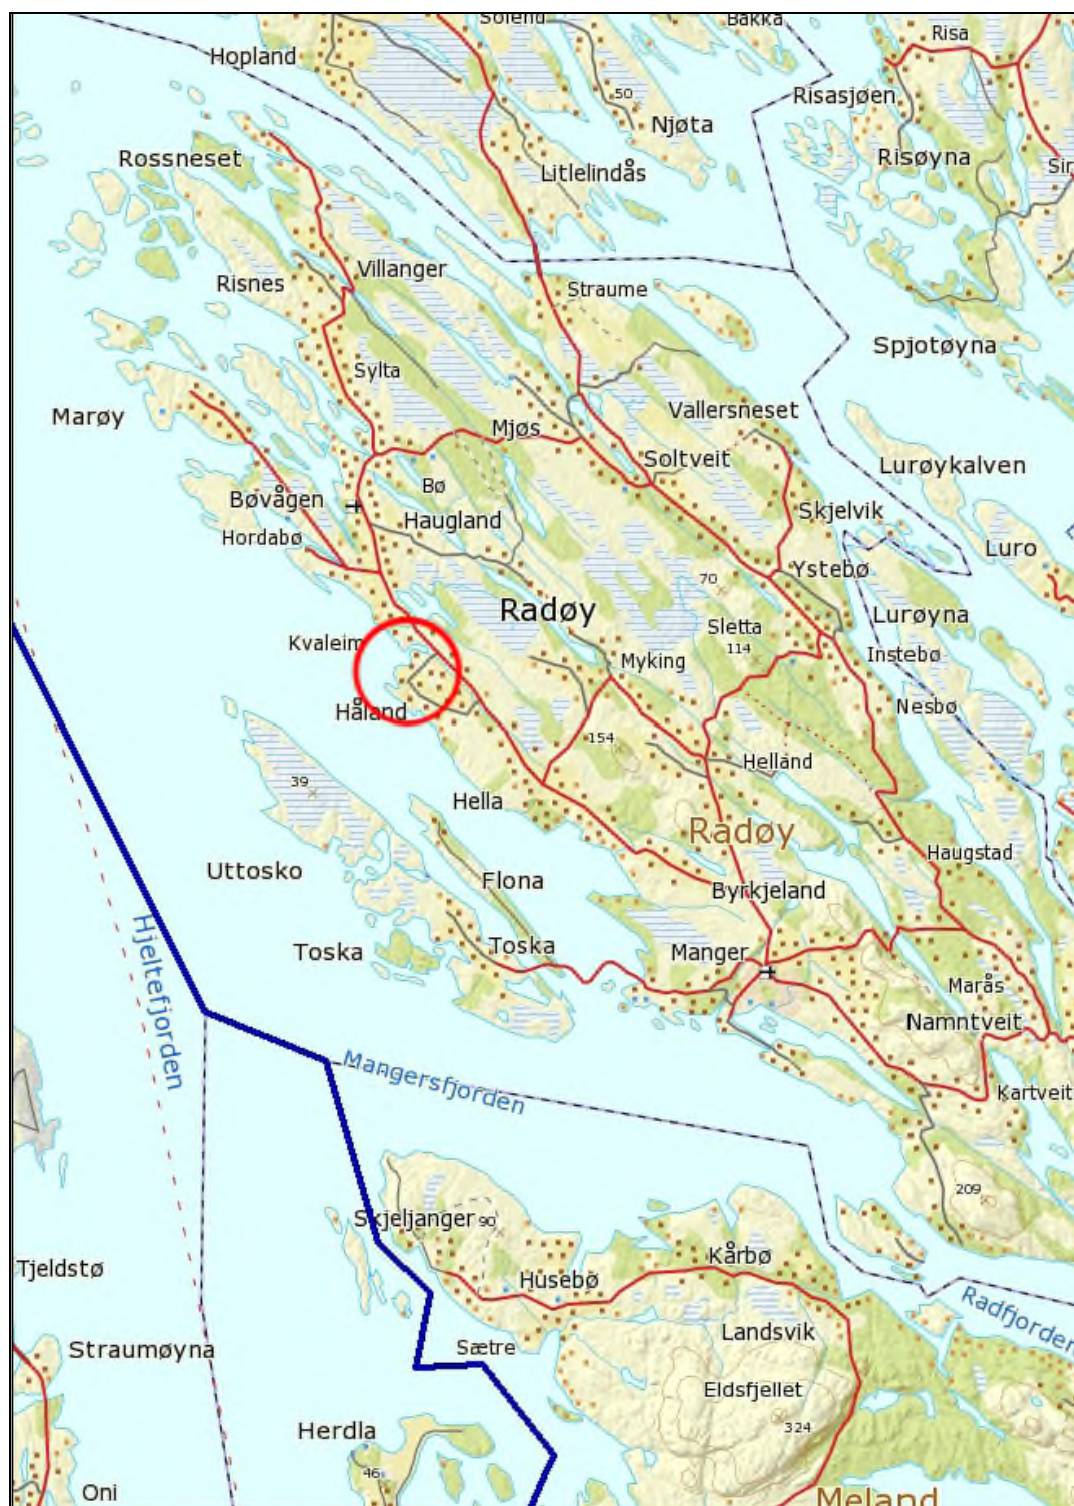 Solend
Bakka
Risa
Hopland
50
Risasjøen
Njøta
Rossneset
Litlelindås
Risøyna
Sir
Villanger
Risnes
Straume
Spjotøyna
Sylta
Marøy
Mjøs
Vallersneset
Soltveit
Lurøykalven
Bø
Bøvågen
Haugland
Skjelvik
Hordabø
Luro
70
Ystebø
Radøy
Lurøyna
Kvaleim
Sletta
114
Myking
Instebø
Håland
Nesbø
154
Helland
39
Hella
Radøy
Haugstad
Uttosko
Flona
Byrkjeland
Toska
Toska
Manger
Marås
Namntveit
Hjeltefjorden
Mangersfjorden
Kartveit
209
Skjeljanger
90
Kårbø
Tjeldstø
Husebø
Radfjorden
Landsvik
Straumøyna
Sætre
Eldsfjellet
324
Herdla
46
Oni
Meland